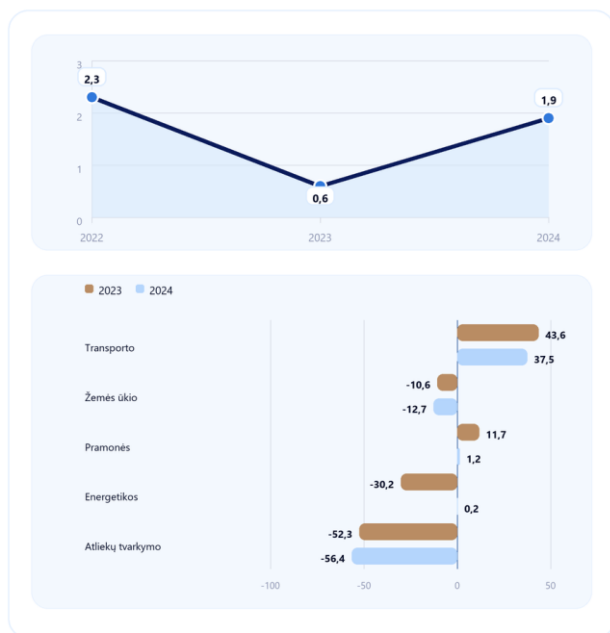 3
2,3
1,9
2
1
0,6
0
2022 2023 2024
2023 2024
43,6
Transporto
37,5
-10,6
Žemės ūkio
-12,7
11,7
Pramonės
1,2
-30,2
Energetikos
0,2
-52,3
Atliekų tvarkymo
-56,4
-100 -50 0 50